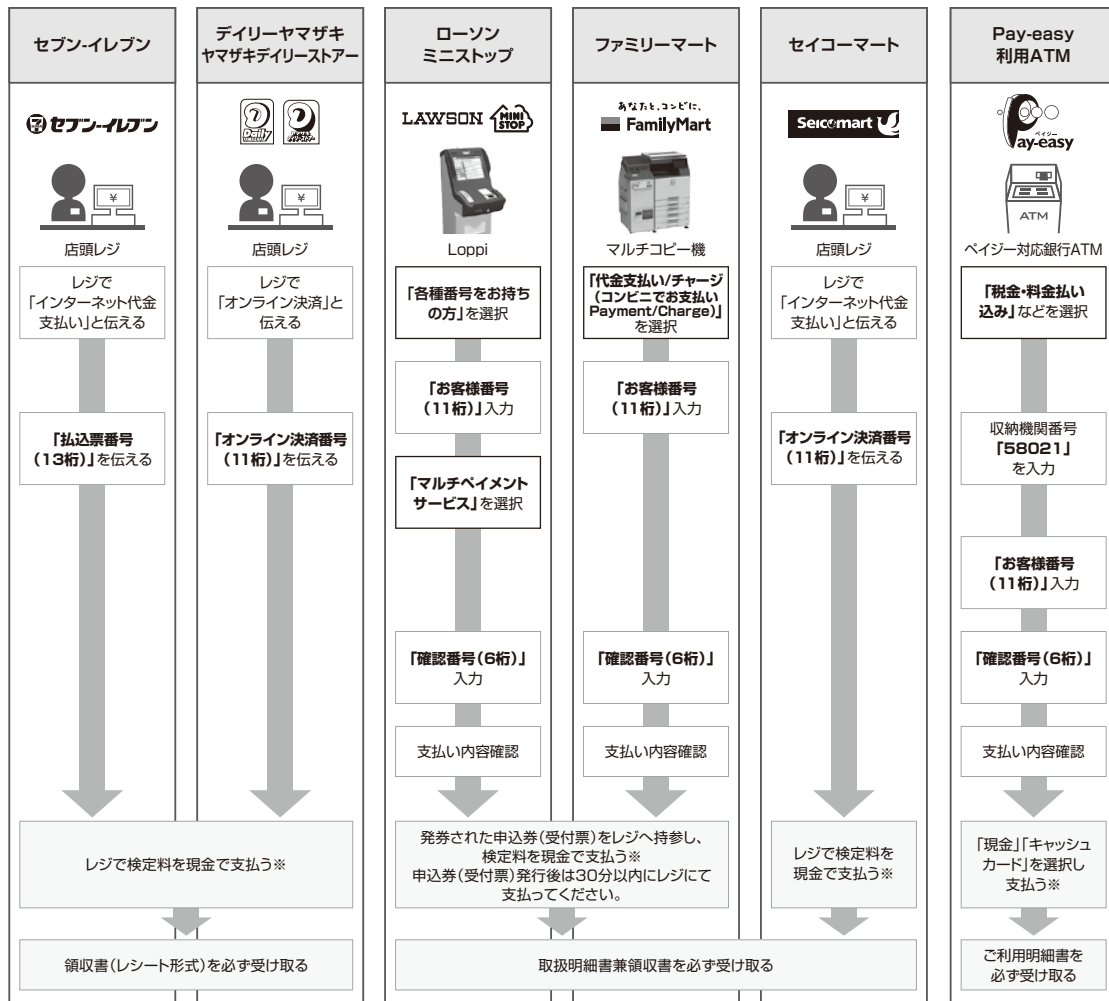 セブン-イレブン
デイリーヤマザキ
ヤマザキデイリーストアー
ローソン
ミニストップ
ファミリーマート
セイコーマート
Pay-easy
利用ATM
セブン-イレブン
Daily
LAWSON
MINI
STOP
あなたと、コンビに、
FamilyMart
Seicomart
ペイジー
Pay-easy
¥
¥
¥
ATM
店頭レジ
店頭レジ
Loppi
マルチコピー機
店頭レジ
ペイジー対応銀行ATM
レジで
「インターネット代金
支払い」と伝える
レジで
「オンライン決済」と
伝える
「各種番号をお持ち
の方」を選択
「代金支払い/チャージ
(コンビニでお支払い
Payment/Charge)」
を選択
レジで
「インターネット代金
支払い」と伝える
「税金・料金払い
込み」などを選択
「お客様番号
(11桁)」入力
「お客様番号
(11桁)」入力
「払込票番号
(13桁)」を伝える
「オンライン決済番号
(11桁)」を伝える
「マルチペイメント
サービス」を選択
「オンライン決済番号
(11桁)」を伝える
収納機関番号
「58021」
を入力
「お客様番号
(11桁)」入力
「確認番号(6桁)」
入力
「確認番号(6桁)」
入力
「確認番号(6桁)」
入力
支払い内容確認
支払い内容確認
支払い内容確認
レジで検定料を現金で支払う※
発券された申込券(受付票)をレジへ持参し、
検定料を現金で支払う※
申込券(受付票)発行後は30分以内にレジにて
支払ってください。
レジで検定料を
現金で支払う※
「現金」「キャッシュ
カード」を選択し
支払う※
領収書(レシート形式)を必ず受け取る
取扱明細書兼領収書を必ず受け取る
ご利用明細書を
必ず受け取る